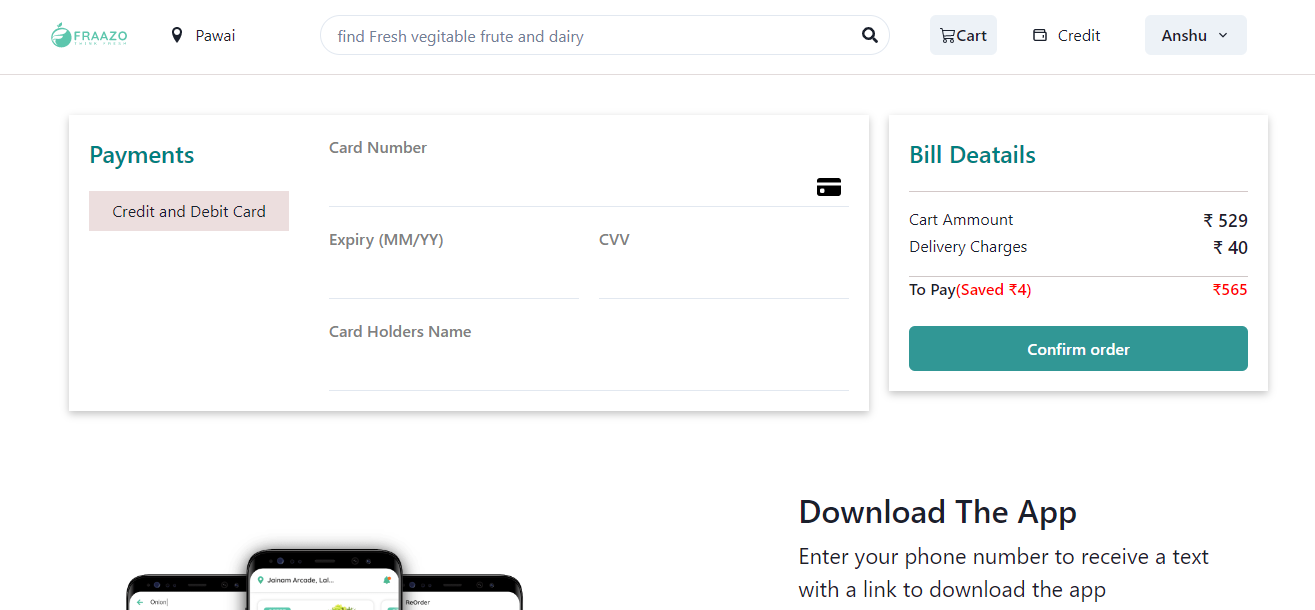 FRAAZO
THINK FRESH
Pawai
find Fresh vegitable frute and dairy
Cart
Credit
Anshu
Payments
Credit and Debit Card
Card Number
Expiry (MM/YY)
CVV
Card Holders Name
Bill Deatails
Cart Ammount ₹ 529
Delivery Charges ₹ 40
To Pay(Saved ₹4) ₹565
Confirm order
Download The App
Enter your phone number to receive a text
with a link to download the app
Jainam Arcade, Lal...
Onion
ReOrder